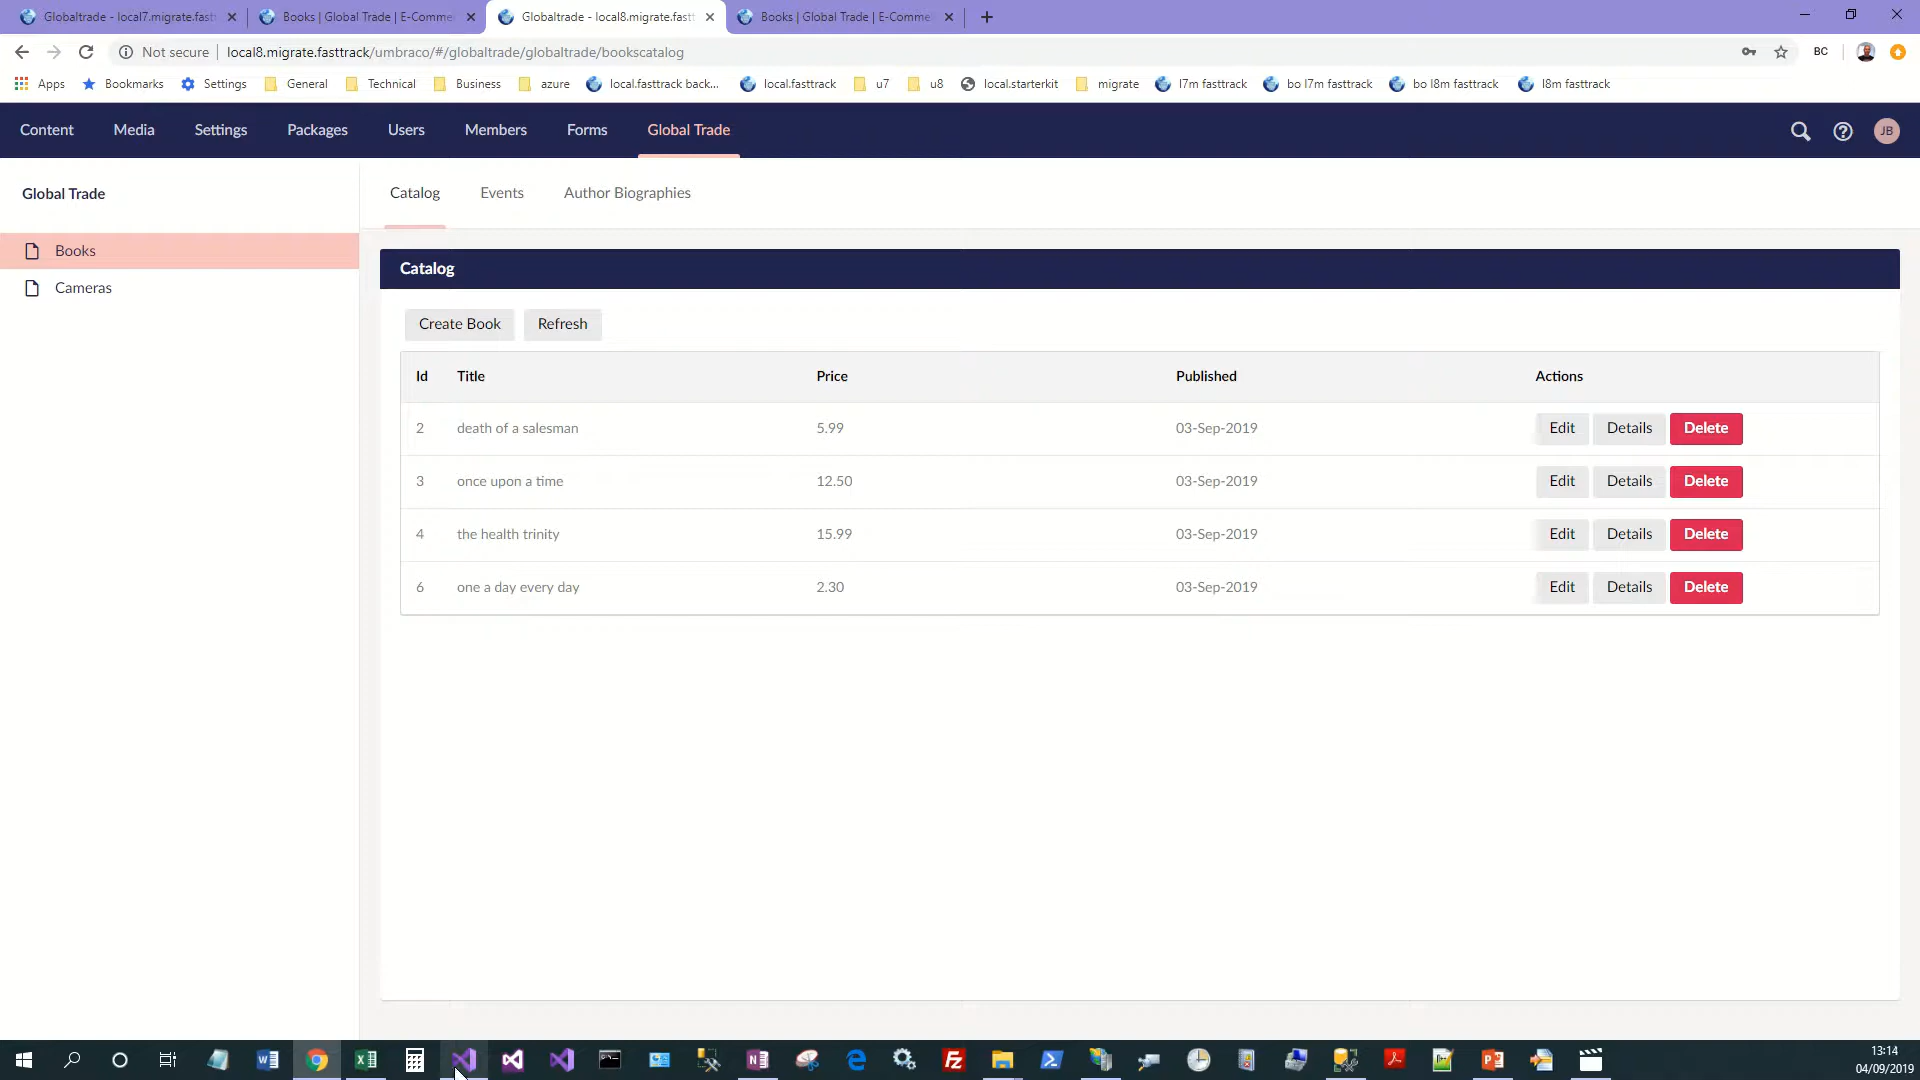 Globaltrade - local7.migrate.fast
Books | Global Trade | E-Comme
Globaltrade - local8.migrate.fast
Books | Global Trade | E-Comme
Not secure
local8.migrate.fasttrack/umbraco/#/globaltrade/globaltrade/bookscatalog
BC
Apps
Bookmarks
Settings
General
Technical
Business
azure
local.fasttrack back...
local.fasttrack
u7
u8
local.starterkit
migrate
l7m fasttrack
bo l7m fasttrack
bo l8m fasttrack
l8m fasttrack
Content
Media
Settings
Packages
Users
Members
Forms
Global Trade
JB
Global Trade
Books
Cameras
Catalog
Events
Author Biographies
Catalog
Create Book
Refresh
Id Title Price Published Actions
2 death of a salesman 5.99 03-Sep-2019 Edit Details Delete
3 once upon a time 12.50 03-Sep-2019 Edit Details Delete
4 the health trinity 15.99 03-Sep-2019 Edit Details Delete
6 one a day every day 2.30 03-Sep-2019 Edit Details Delete
13:14
04/09/2019